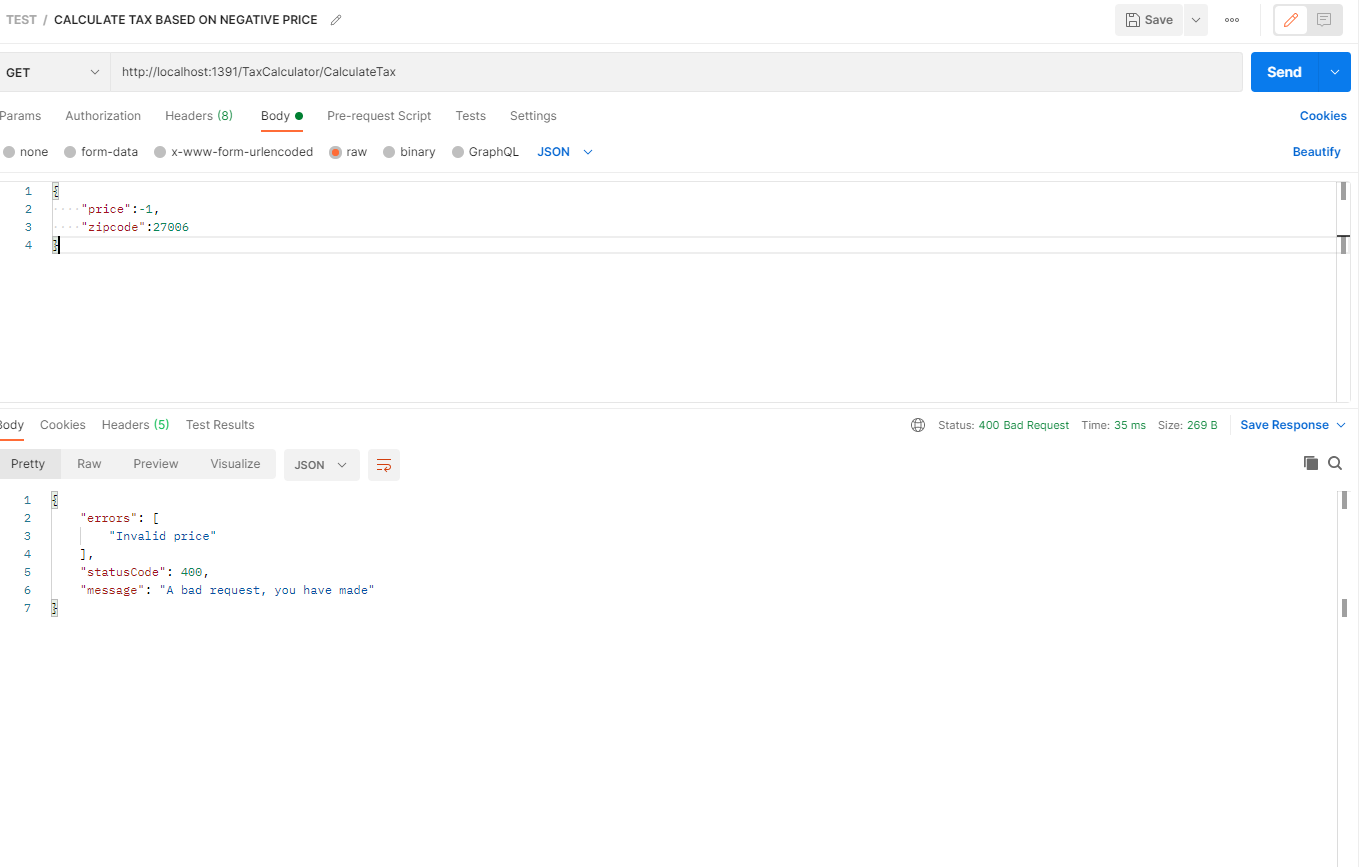 TEST / CALCULATE TAX BASED ON NEGATIVE PRICE
Save
GET
http://localhost:1391/TaxCalculator/CalculateTax
Send
Params Authorization Headers (8) Body Pre-request Script Tests Settings Cookies
none form-data x-www-form-urlencoded raw binary GraphQL JSON Beautify
1 {
2 "price":-1,
3 "zipcode":27006
4 }
Body Cookies Headers (5) Test Results Status: 400 Bad Request Time: 35 ms Size: 269 B Save Response
Pretty Raw Preview Visualize JSON
1 {
2 "errors": [
3 "Invalid price"
4 ],
5 "statusCode": 400,
6 "message": "A bad request, you have made"
7 }